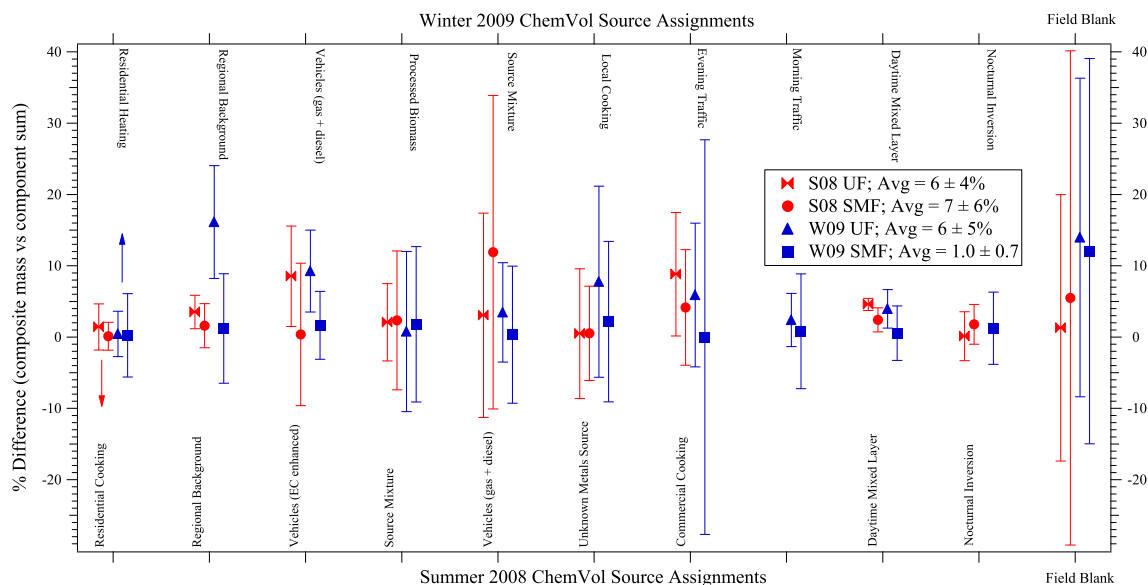 Winter 2009 ChemVol Source Assignments
Field Blank
Residential Heating
Regional Background
Vehicles (gas + diesel)
Processed Biomass
Source Mixture
Local Cooking
Evening Traffic
Morning Traffic
Daytime Mixed Layer
Nocturnal Inversion
% Difference (composite mass vs component sum)
40
30
20
10
0
-10
-20
40
30
20
10
0
-10
-20
S08 UF; Avg = 6 ± 4%
S08 SMF; Avg = 7 ± 6%
W09 UF; Avg = 6 ± 5%
W09 SMF; Avg = 1.0 ± 0.7
Residential Cooking
Regional Background
Vehicles (EC enhanced)
Source Mixture
Vehicles (gas + diesel)
Unknown Metals Source
Commercial Cooking
Daytime Mixed Layer
Nocturnal Inversion
Summer 2008 ChemVol Source Assignments
Field Blank